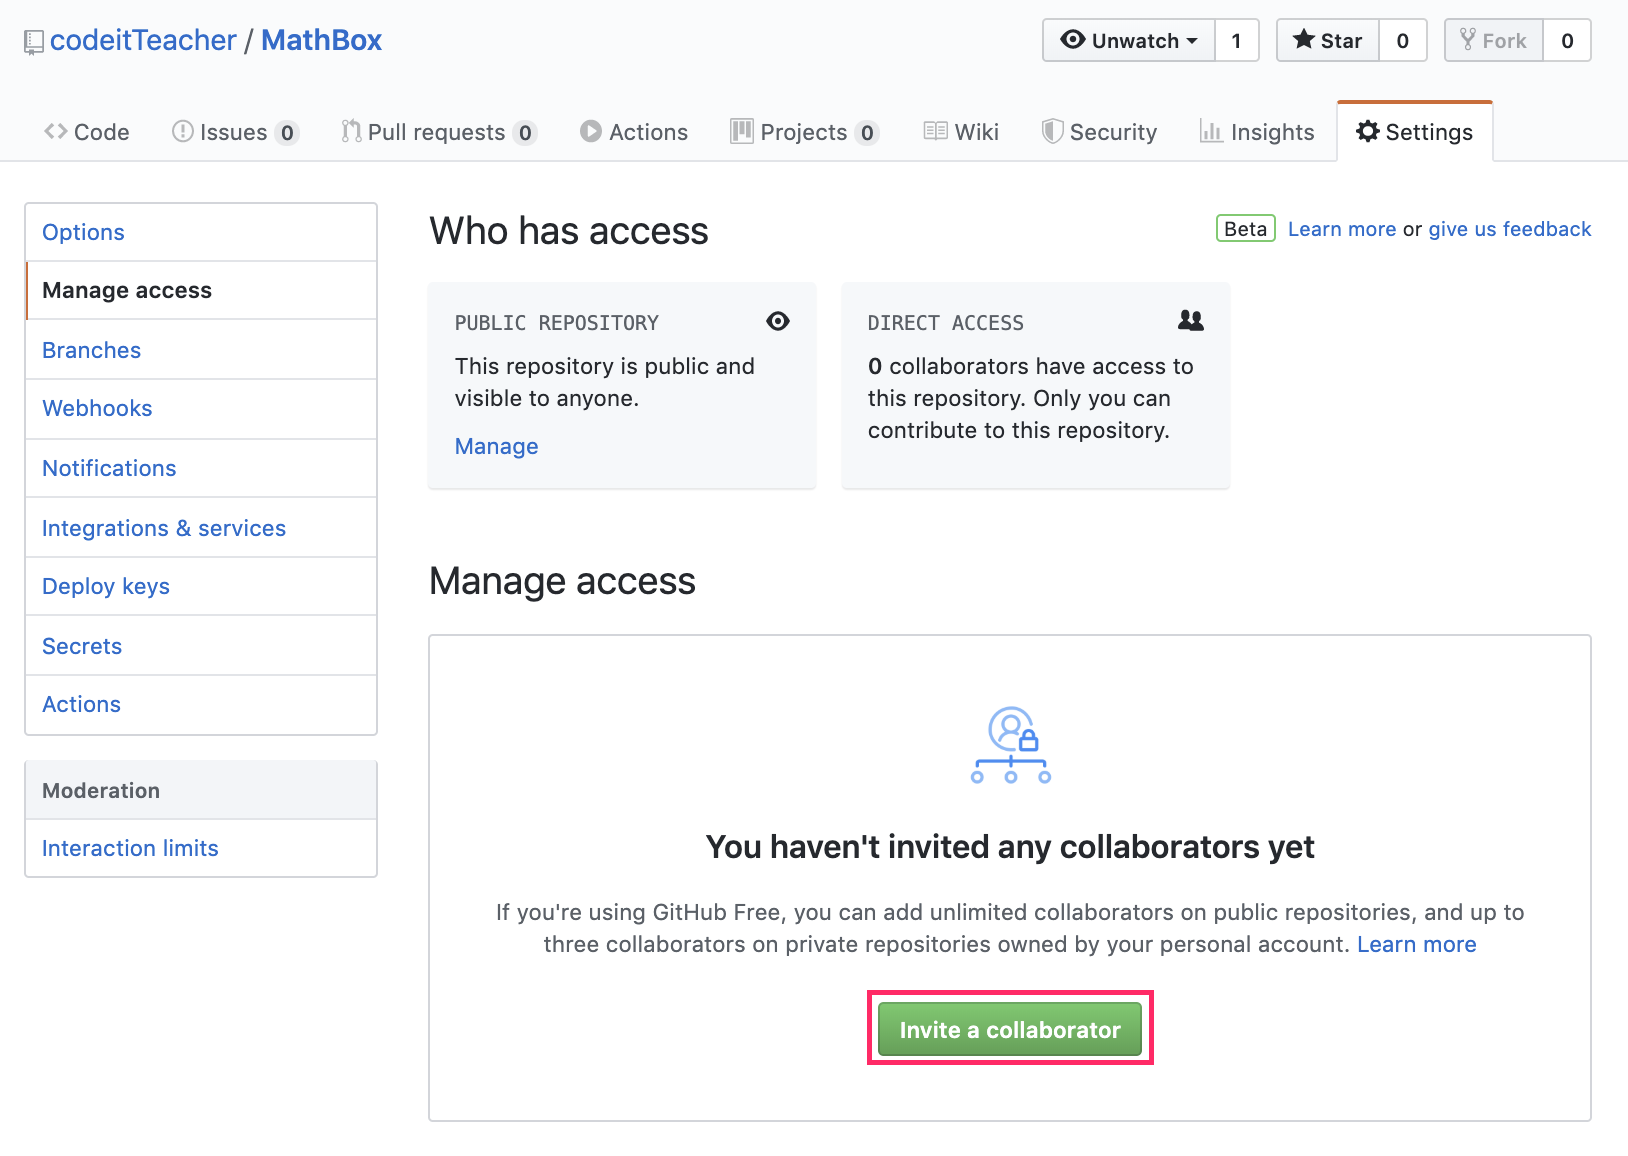 codeitTeacher / MathBox
Unwatch 1 Star 0 Fork 0
Code Issues 0 Pull requests 0 Actions Projects 0 Wiki Security Insights Settings
Options
Manage access
Branches
Webhooks
Notifications
Integrations & services
Deploy keys
Secrets
Actions
Moderation
Interaction limits
Who has access
Beta Learn more or give us feedback
PUBLIC REPOSITORY
This repository is public and
visible to anyone.
Manage
DIRECT ACCESS
0 collaborators have access to
this repository. Only you can
contribute to this repository.
Manage access
You haven't invited any collaborators yet
If you're using GitHub Free, you can add unlimited collaborators on public repositories, and up to
three collaborators on private repositories owned by your personal account. Learn more
Invite a collaborator